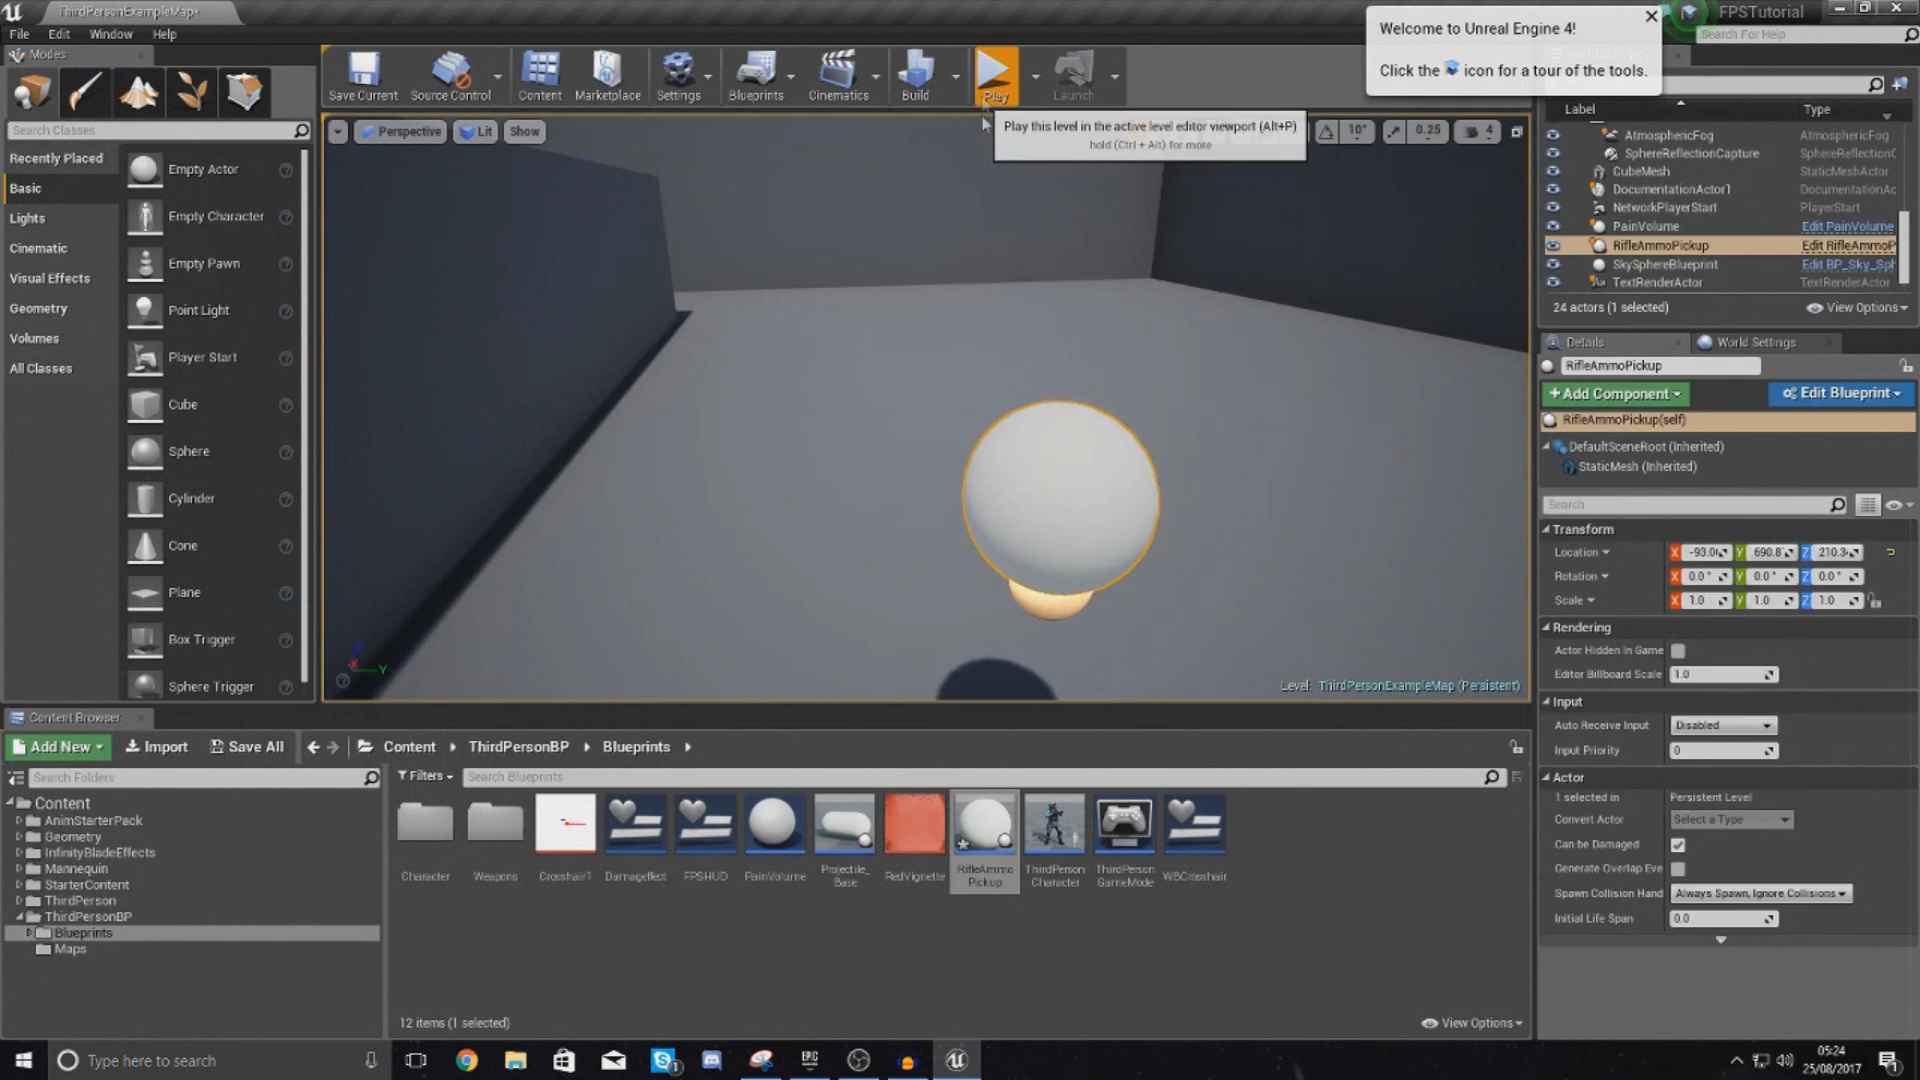 ThirdPersonExampleMap*
FPSTutorial
File Edit Window Help
Search For Help
Welcome to Unreal Engine 4!
Click the icon for a tour of the tools.
Modes
Save Current
Source Control
Content
Marketplace
Settings
Blueprints
Cinematics
Build
Play
Launch
Play this level in the active level editor viewport (Alt+P)
hold (Ctrl + Alt) for more
Search Classes
Recently Placed
Basic
Lights
Cinematic
Visual Effects
Geometry
Volumes
All Classes
Empty Actor
Empty Character
Empty Pawn
Point Light
Player Start
Cube
Sphere
Cylinder
Cone
Plane
Box Trigger
Sphere Trigger
Perspective
Lit
Show
10°
0.25
4
Level: ThirdPersonExampleMap (Persistent)
Label Type
AtmosphericFog AtmosphericFog
SphereReflectionCapture SphereReflectionC
CubeMesh StaticMeshActor
DocumentationActor1 DocumentationAc
NetworkPlayerStart PlayerStart
PainVolume Edit PainVolume
RifleAmmoPickup Edit RifleAmmoP
SkySphereBlueprint Edit BP_Sky_Sph
TextRenderActor TextRenderActor
24 actors (1 selected)
View Options
Details
World Settings
RifleAmmoPickup
+Add Component
Edit Blueprint
RifleAmmoPickup(self)
DefaultSceneRoot (Inherited)
StaticMesh (Inherited)
Search
Transform
Location X -93.0 Y 690.8 Z 210.3
Rotation X 0.0° Y 0.0° Z 0.0°
Scale X 1.0 Y 1.0 Z 1.0
Rendering
Actor Hidden In Game
Editor Billboard Scale 1.0
Input
Auto Receive Input Disabled
Input Priority 0
Actor
1 selected in Persistent Level
Convert Actor Select a Type
Can be Damaged
Generate Overlap Eve
Spawn Collision Hand Always Spawn, Ignore Collisions
Initial Life Span 0.0
Content Browser
Add New
Import
Save All
Content
ThirdPersonBP
Blueprints
Search Folders
Filters
Search Blueprints
Content
AnimStarterPack
Geometry
InfinityBladeEffects
Mannequin
StarterContent
ThirdPerson
ThirdPersonBP
Blueprints
Maps
Character
Weapons
Crosshair1
Damageffect
FPSHUD
PainVolume
Projectile_
Base
RedVignette
RifleAmmo
Pickup
ThirdPerson
Character
ThirdPerson
GameMode
WBCrosshair
12 items (1 selected)
View Options
Type here to search
EPIC
05:24
25/08/2017